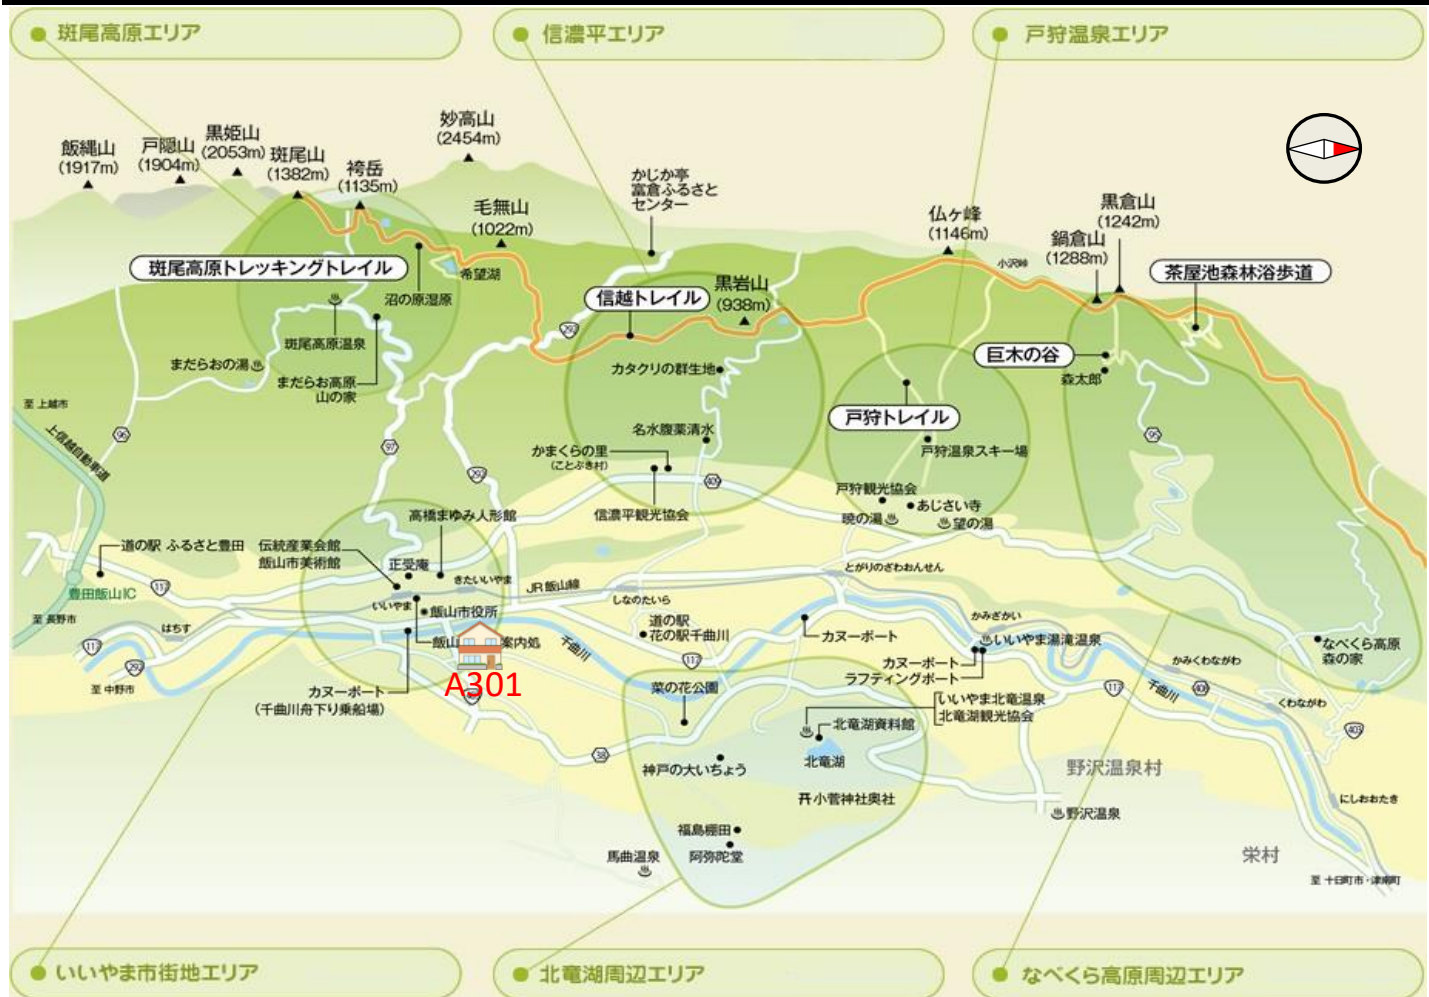 斑尾高原エリア
信濃平エリア
戸狩温泉エリア
飯縄山
(1917m)
戸隠山
(1904m)
黒姫山
(2053m)
斑尾山
(1382m)
袴岳
(1135m)
妙高山
(2454m)
毛無山
(1022m)
かじか亭
富倉ふるさと
センター
仏ヶ峰
(1146m)
小沢峠
鍋倉山
(1288m)
黒倉山
(1242m)
茶屋池森林浴歩道
斑尾高原トレッキングトレイル
沼の原湿原
希望湖
信越トレイル
黒岩山
(938m)
292
斑尾高原温泉
まだらおの湯
まだらお高原
山の家
カタクリの群生地
巨木の谷
森太郎
戸狩トレイル
戸狩温泉スキー場
至 上越市
上信越自動車道
96
97
292
95
名水腹薬清水
かまくらの里
(ことぶき村)
409
信濃平観光協会
戸狩観光協会
あじさい寺
暁の湯
望の湯
高橋まゆみ人形館
道の駅 ふるさと豊田
伝統産業会館
飯山市美術館
正受庵
きたいいやま
JR飯山線
とがりのざわおんせん
豊田飯山IC
117
いいやま
飯山市役所
しなのたいら
道の駅
花の駅千曲川
カヌーポート
かみざかい
いいやま湯滝温泉
なべくら高原
森の家
至 長野市
はちす
117
292
飯山
案内処
千曲川
117
カヌーポート
ラフティングポート
かみくわながわ
至 中野市
A301
カヌーポート
(千曲川舟下り乗船場)
菜の花公園
いいやま北竜温泉
北竜湖観光協会
117
千曲川
408
くわながわ
403
北竜湖資料館
38
神戸の大いちょう
北竜湖
野沢温泉村
小菅神社奥社
野沢温泉
にしおおたき
福島棚田
阿弥陀堂
馬曲温泉
栄村
至 十日町市・津南町
いいやま市街地エリア
北竜湖周辺エリア
なべくら高原周辺エリア